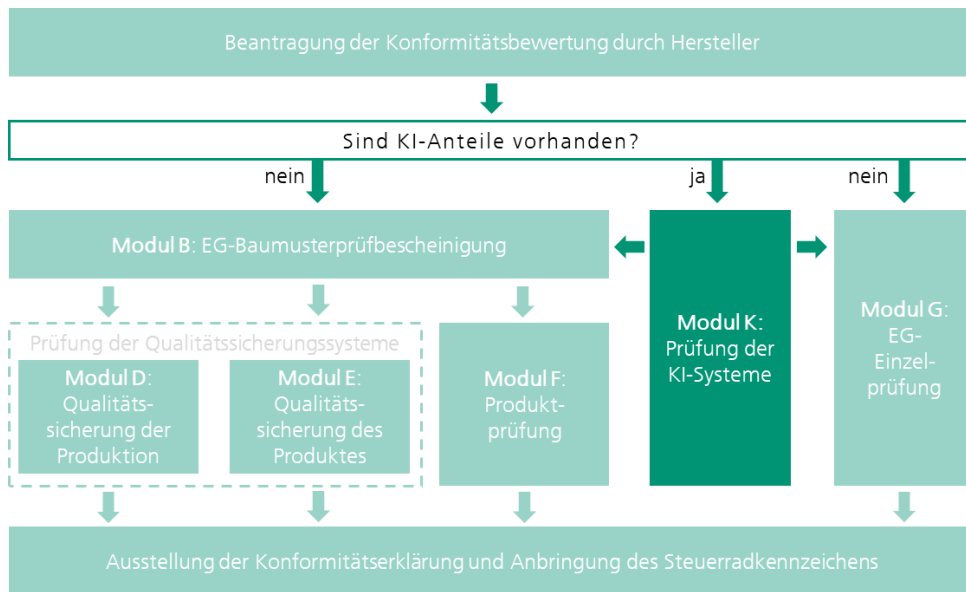 Beantragung der Konformitätsbewertung durch Hersteller
Sind KI-Anteile vorhanden?
nein
ja
nein
Modul B: EG-Baumusterprüfbescheinigung
Prüfung der Qualitätssicherungssysteme
Modul D:
Qualitäts-
sicherung der
Produktion
Modul E:
Qualitäts-
sicherung des
Produktes
Modul F:
Produkt-
prüfung
Modul K:
Prüfung der
KI-Systeme
Modul G:
EG-
Einzel-
prüfung
Ausstellung der Konformitätserklärung und Anbringung des Steuerradkennzeichens